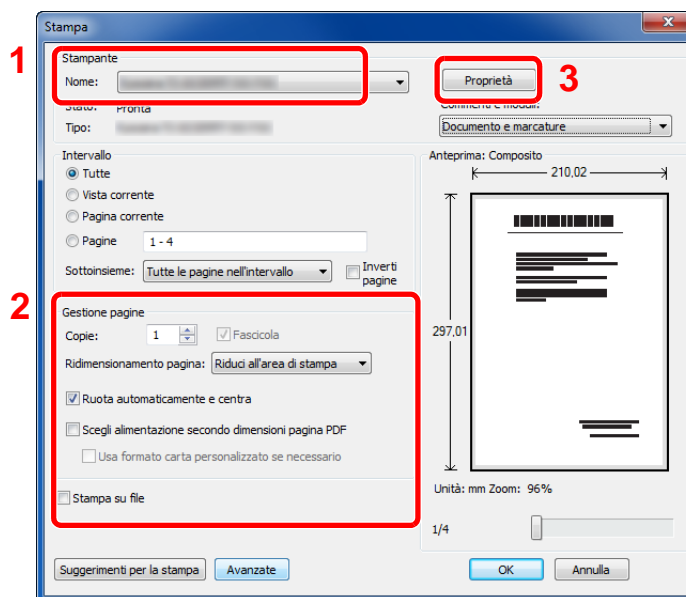 Stampa
1
Stampante
Nome:
Proprietà
3
Stato: Pronta
Commenti e moduli:
Tipo:
Documento e marcature
Intervallo
Tutte
Vista corrente
Pagina corrente
Pagine 1 - 4
Sottoinsieme: Tutte le pagine nell'intervallo
Inverti
pagine
Anteprima: Composito
210,02
297,01
2
Gestione pagine
Copie: 1 Fascicola
Ridimensionamento pagina: Riduci all'area di stampa
Ruota automaticamente e centra
Scegli alimentazione secondo dimensioni pagina PDF
Usa formato carta personalizzato se necessario
Stampa su file
Unità: mm Zoom: 96%
1/4
Suggerimenti per la stampa Avanzate OK Annulla